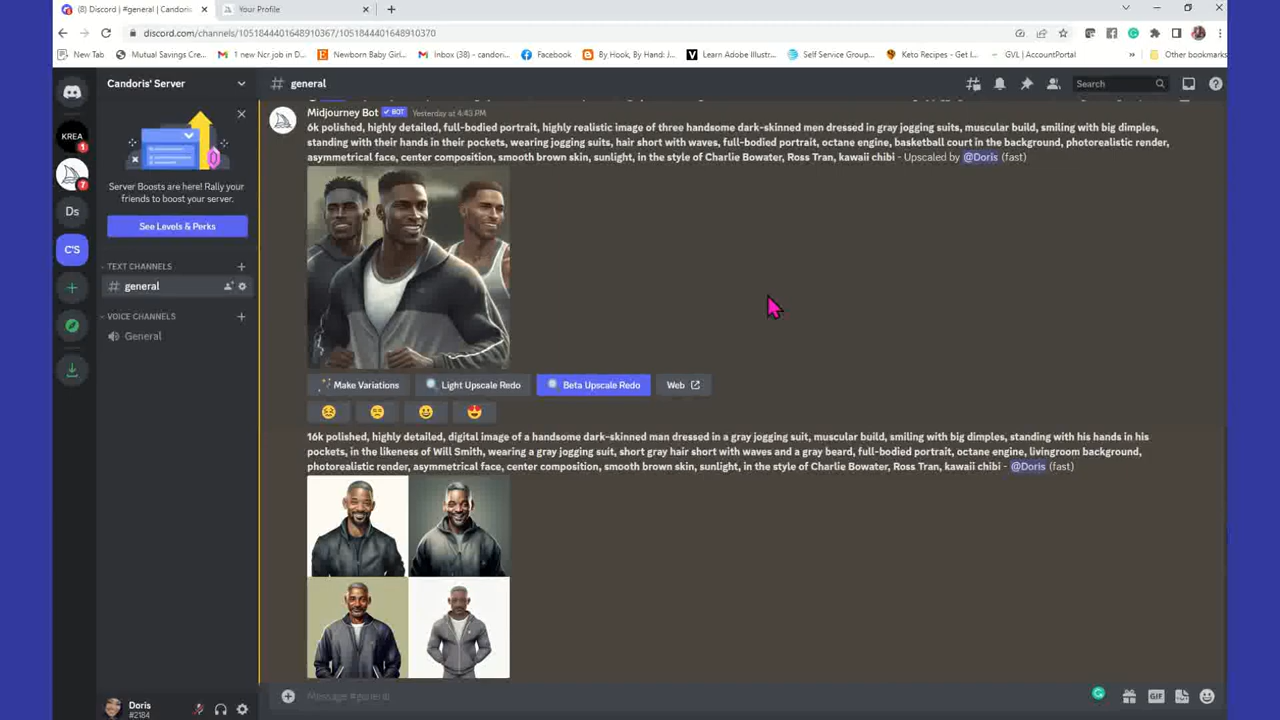 (8) Discord | #general | Candoris
Your Profile
discord.com/channels/1051844401648910367/1051844401648910370
New Tab
Mutual Savings Cre...
1 New Ncr job in D...
Newborn Baby Girl...
Inbox (38) - candori...
Facebook
By Hook, By Hand: J...
Learn Adobe Illustr...
Self Service Group...
Keto Recipes - Get I...
GVL | AccountPortal
Other bookmarks
Candoris' Server
# general
Search
Midjourney Bot ✓ BOT Yesterday at 4:43 PM
6k polished, highly detailed, full-bodied portrait, highly realistic image of three handsome dark-skinned men dressed in gray jogging suits, muscular build, smiling with big dimples,
standing with their hands in their pockets, wearing jogging suits, hair short with waves, full-bodied portrait, octane engine, basketball court in the background, photorealistic render,
asymmetrical face, center composition, smooth brown skin, sunlight, in the style of Charlie Bowater, Ross Tran, kawaii chibi - Upscaled by @Doris (fast)
KREA
1
7
Ds
C'S
Server Boosts are here! Rally your
friends to boost your server.
See Levels & Perks
TEXT CHANNELS
# general
VOICE CHANNELS
General
Make Variations
Light Upscale Redo
Beta Upscale Redo
Web
16k polished, highly detailed, digital image of a handsome dark-skinned man dressed in a gray jogging suit, muscular build, smiling with big dimples, standing with his hands in his
pockets, in the likeness of Will Smith, wearing a gray jogging suit, short gray hair short with waves and a gray beard, full-bodied portrait, octane engine, livingroom background,
photorealistic render, asymmetrical face, center composition, smooth brown skin, sunlight, in the style of Charlie Bowater, Ross Tran, kawaii chibi - @Doris (fast)
Message #general
GIF
Doris
#2184